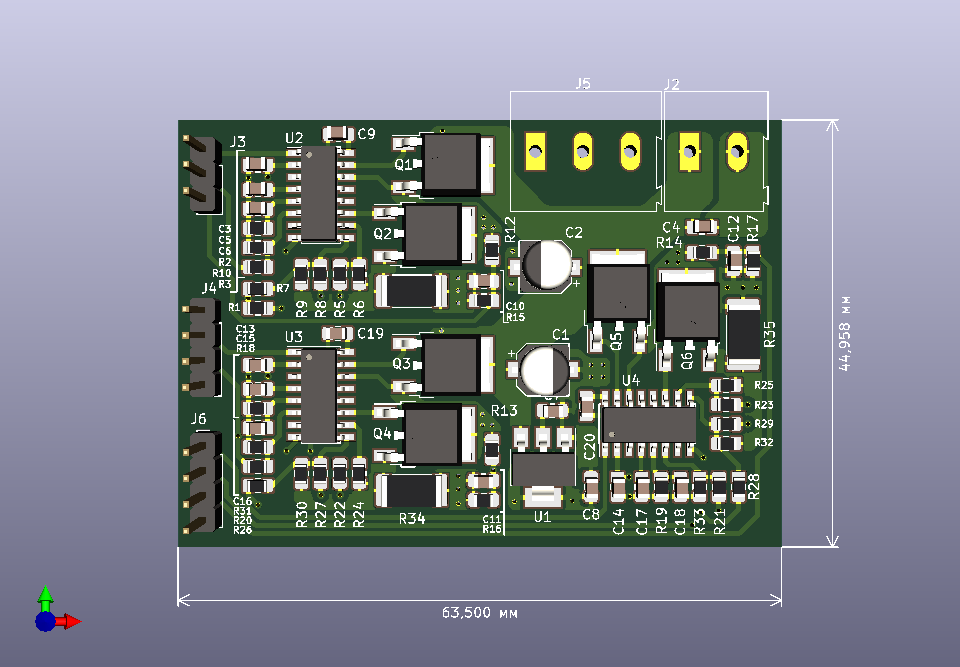 J5
J2
C9
U2
J3
Q1
R12
C2
C4
R14
C12
R17
Q2
C3
C5
C6
R2
R10
R3
R7
R1
J4
R9
R8
R5
R6
C10
R15
C13
C15
R18
U3
C19
Q3
C1
Q5
Q6
R35
44,958 мм
U4
R25
R23
R29
R32
J6
Q4
R13
C20
C16
R31
R20
R26
R30
R27
R22
R24
R34
C11
R16
U1
C8
C14
C17
R19
C18
R33
R21
R28
63,500 мм